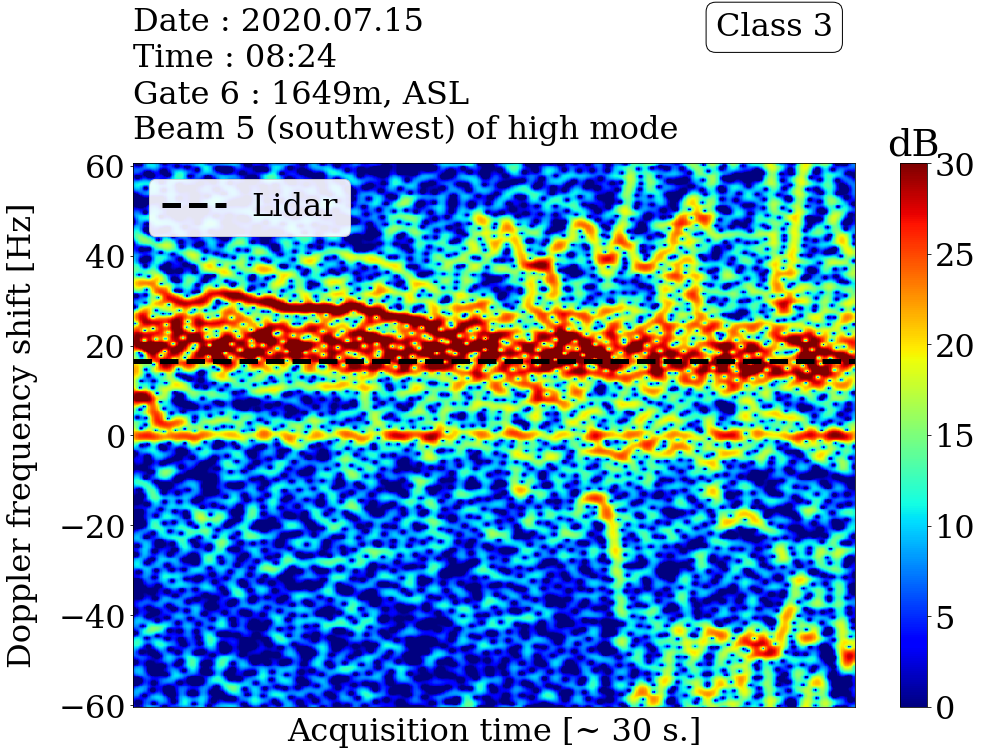 Date : 2020.07.15
Time : 08:24
Gate 6 : 1649m, ASL
Beam 5 (southwest) of high mode
Class 3
dB
Lidar
Doppler frequency shift [Hz]
60
40
20
0
−20
−40
−60
30
25
20
15
10
5
0
Acquisition time [~ 30 s.]